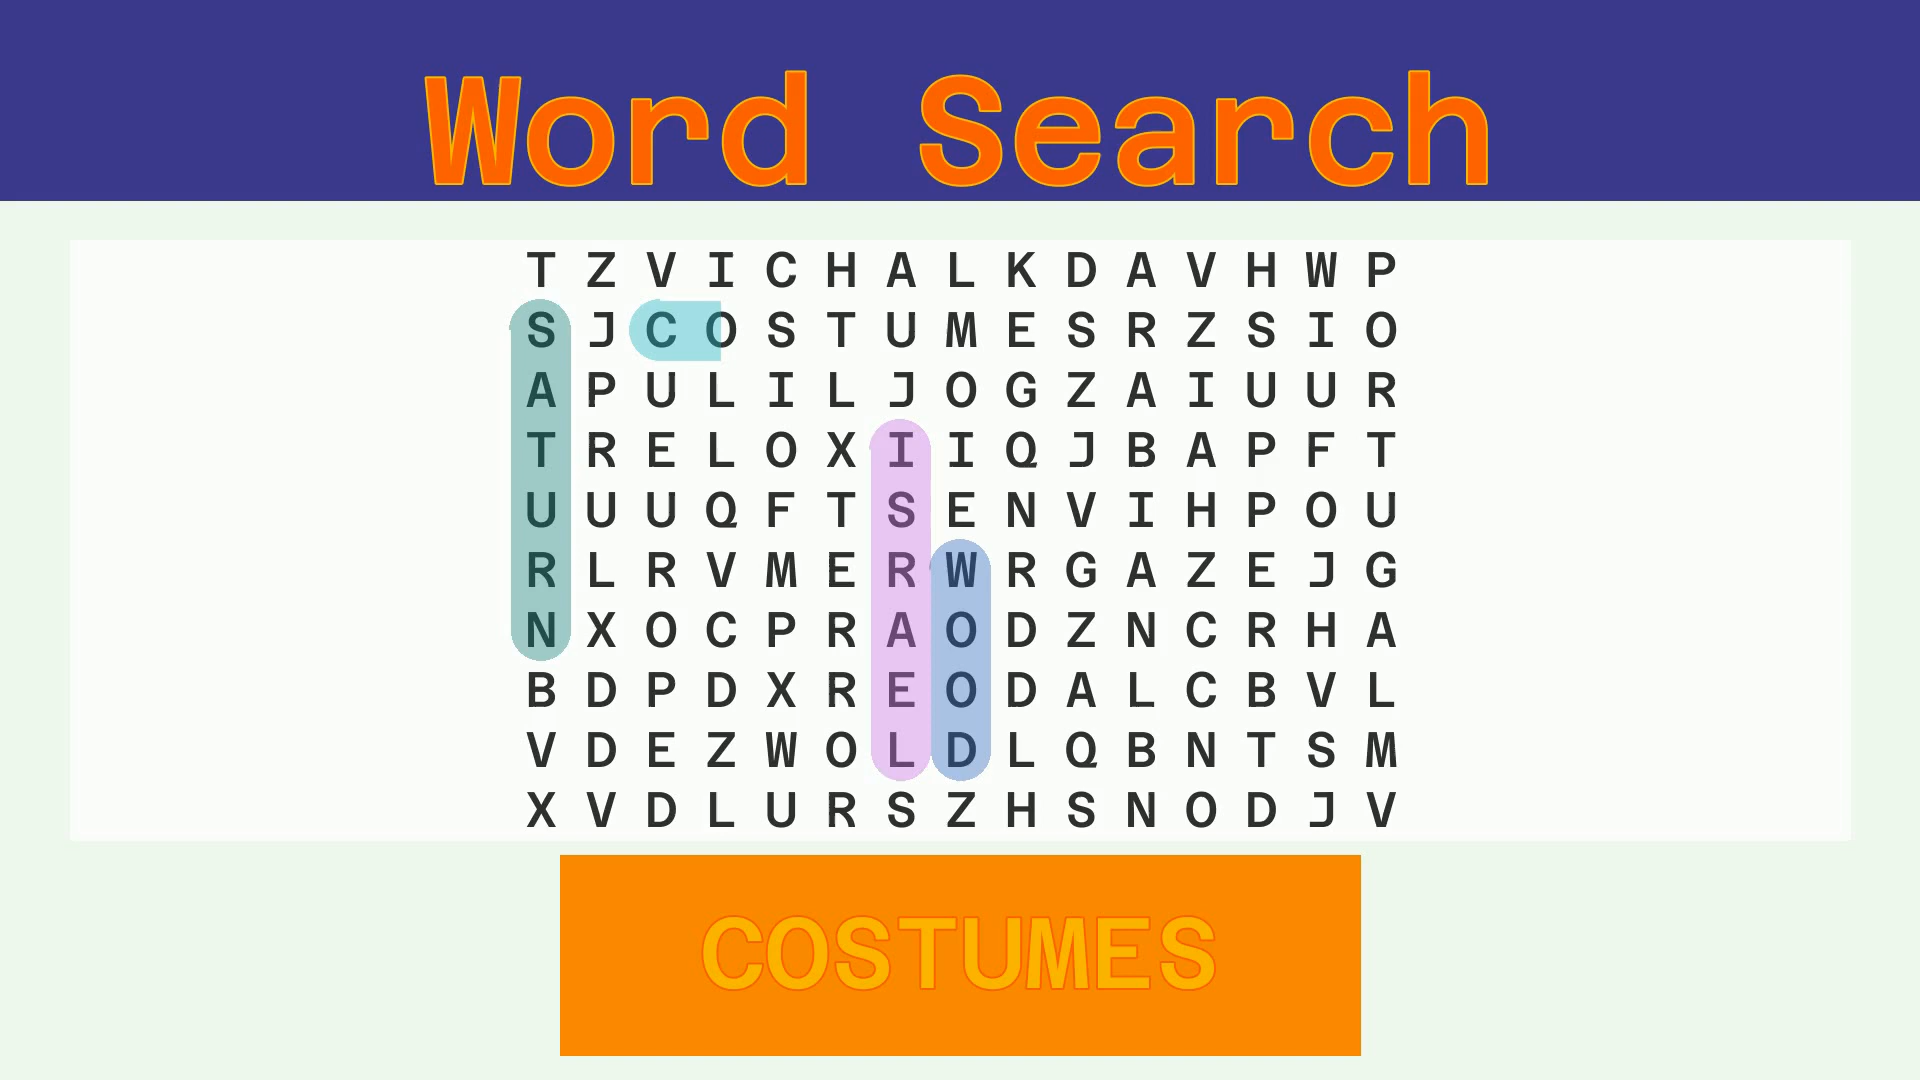 Word Search
T Z V I C H A L K D A V H W P
S J C O S T U M E S R Z S I O
A P U L I L J O G Z A I U U R
T R E L O X I I Q J B A P F T
U U U Q F T S E N V I H P O U
R L R V M E R W R G A Z E J G
N X O C P R A O D Z N C R H A
B D P D X R E O D A L C B V L
V D E Z W O L D L Q B N T S M
X V D L U R S Z H S N O D J V
COSTUMES